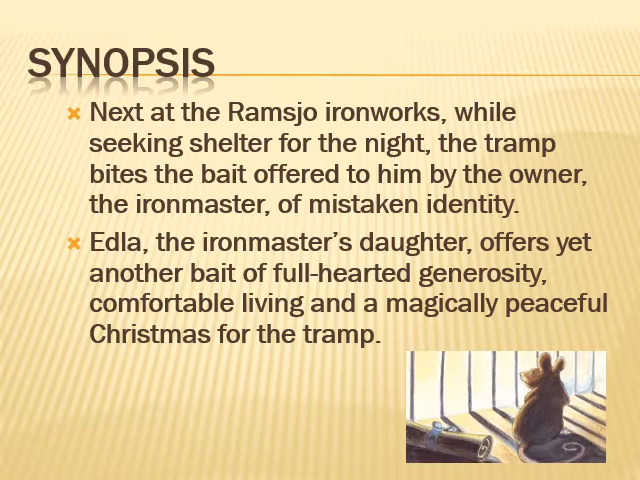 SYNOPSIS
Next at the Ramsjo ironworks, while
seeking shelter for the night, the tramp
bites the bait offered to him by the owner,
the ironmaster, of mistaken identity.
Edla, the ironmaster’s daughter, offers yet
another bait of full-hearted generosity,
comfortable living and a magically peaceful
Christmas for the tramp.